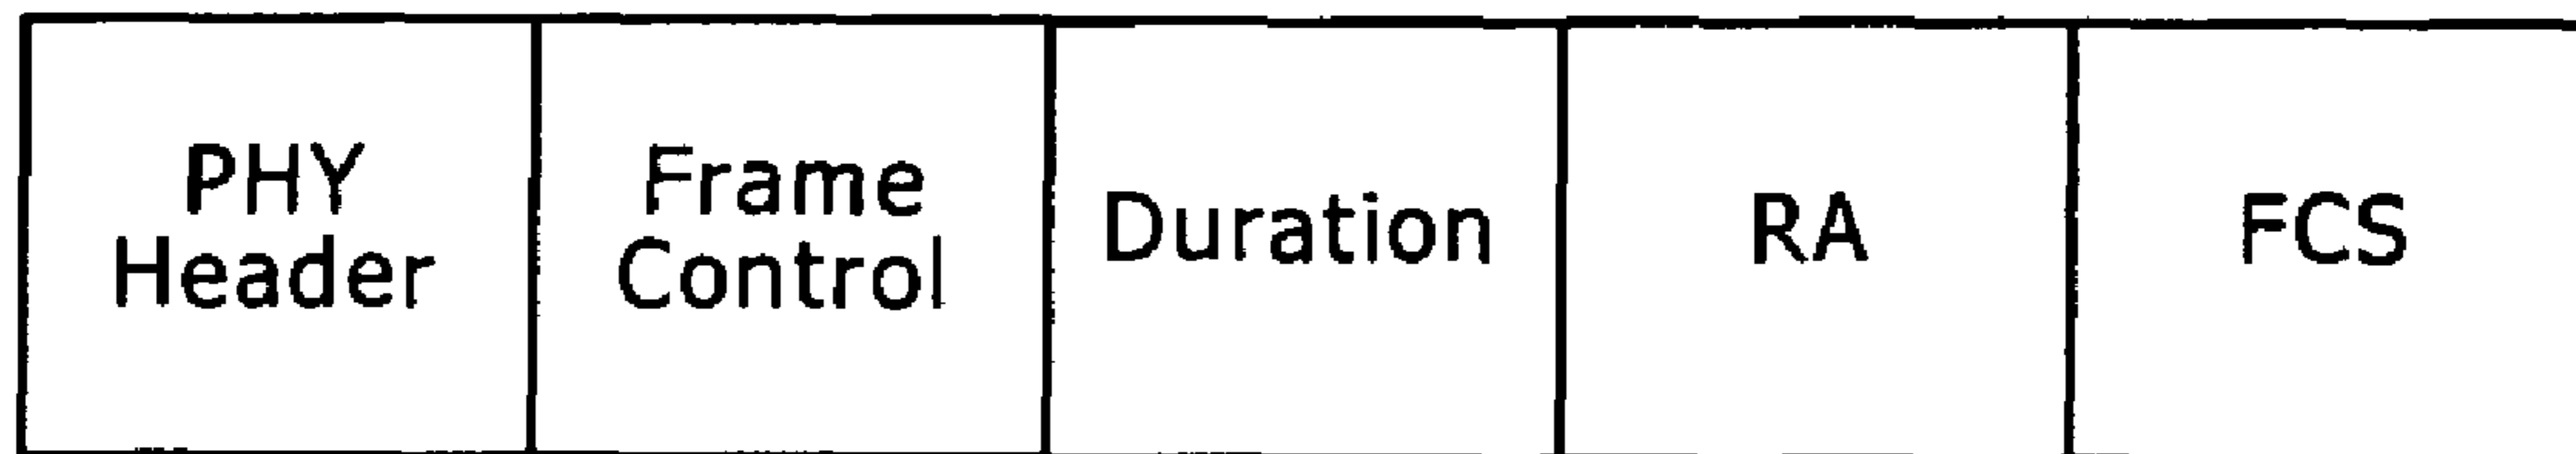 PHY
Header
Frame
Control
Duration
RA
FCS